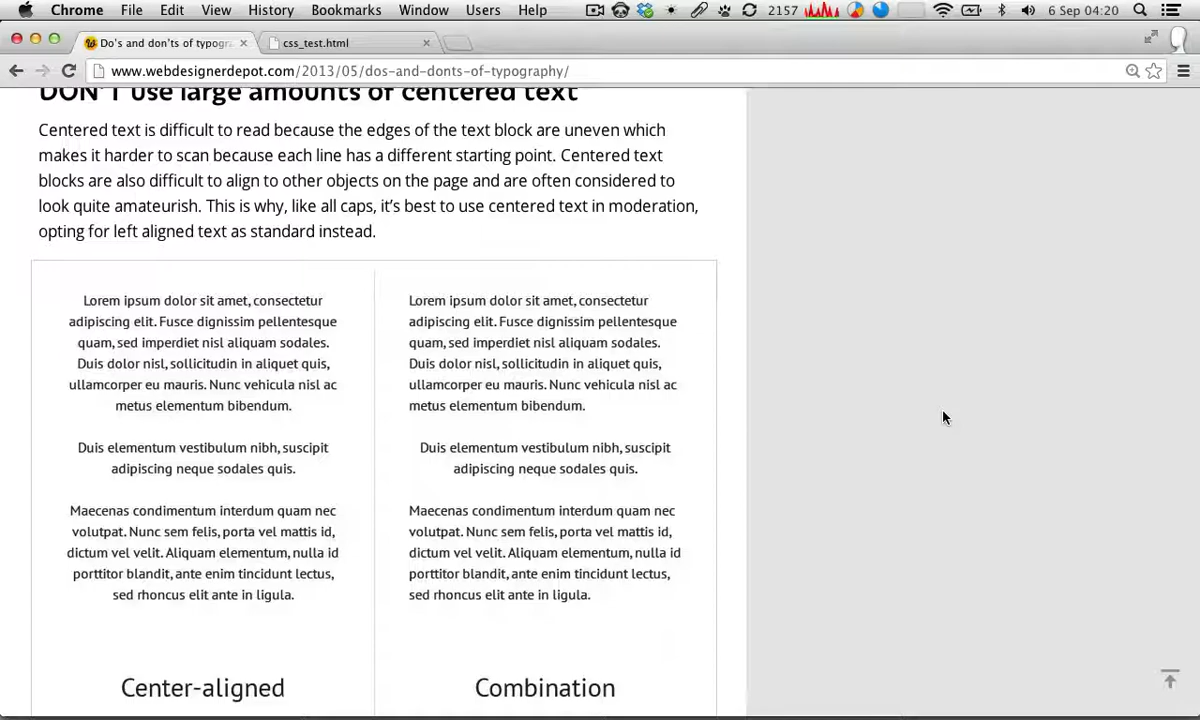 Chrome File Edit View History Bookmarks Window Users Help 2157 6 Sep 04:20
Do's and don'ts of typogr css_test.html
www.webdesignerdepot.com/2013/05/dos-and-donts-of-typography/
DON'T use large amounts of centered text
Centered text is difficult to read because the edges of the text block are uneven which
makes it harder to scan because each line has a different starting point. Centered text
blocks are also difficult to align to other objects on the page and are often considered to
look quite amateurish. This is why, like all caps, it’s best to use centered text in moderation,
opting for left aligned text as standard instead.
Lorem ipsum dolor sit amet, consectetur
adipiscing elit. Fusce dignissim pellentesque
quam, sed imperdiet nisl aliquam sodales.
Duis dolor nisl, sollicitudin in aliquet quis,
ullamcorper eu mauris. Nunc vehicula nisl ac
metus elementum bibendum.
Duis elementum vestibulum nibh, suscipit
adipiscing neque sodales quis.
Maecenas condimentum interdum quam nec
volutpat. Nunc sem felis, porta vel mattis id,
dictum vel velit. Aliquam elementum, nulla id
porttitor blandit, ante enim tincidunt lectus,
sed rhoncus elit ante in ligula.
Center-aligned
Lorem ipsum dolor sit amet, consectetur
adipiscing elit. Fusce dignissim pellentesque
quam, sed imperdiet nisl aliquam sodales.
Duis dolor nisl, sollicitudin in aliquet quis,
ullamcorper eu mauris. Nunc vehicula nisl ac
metus elementum bibendum.
Duis elementum vestibulum nibh, suscipit
adipiscing neque sodales quis.
Maecenas condimentum interdum quam nec
volutpat. Nunc sem felis, porta vel mattis id,
dictum vel velit. Aliquam elementum, nulla id
porttitor blandit, ante enim tincidunt lectus,
sed rhoncus elit ante in ligula.
Combination